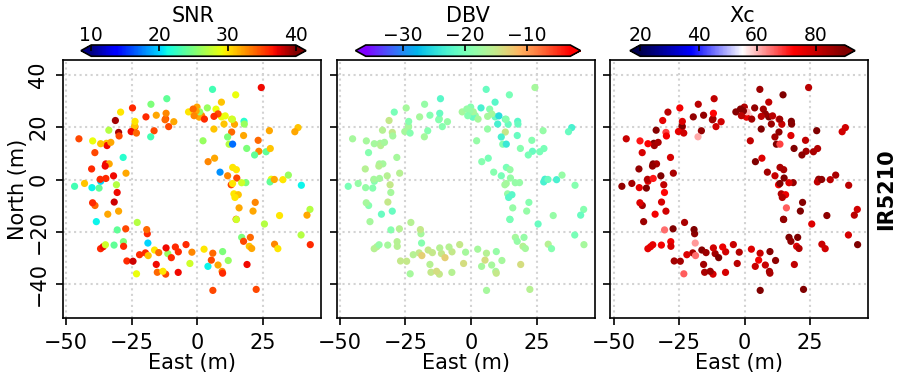 SNR DBV Xc
10 20 30 40 −30 −20 −10 20 40 60 80
40
20
0
−20
−40
North (m)
IR5210
−50 −25 0 25 −50 −25 0 25 −50 −25 0 25
East (m) East (m) East (m)